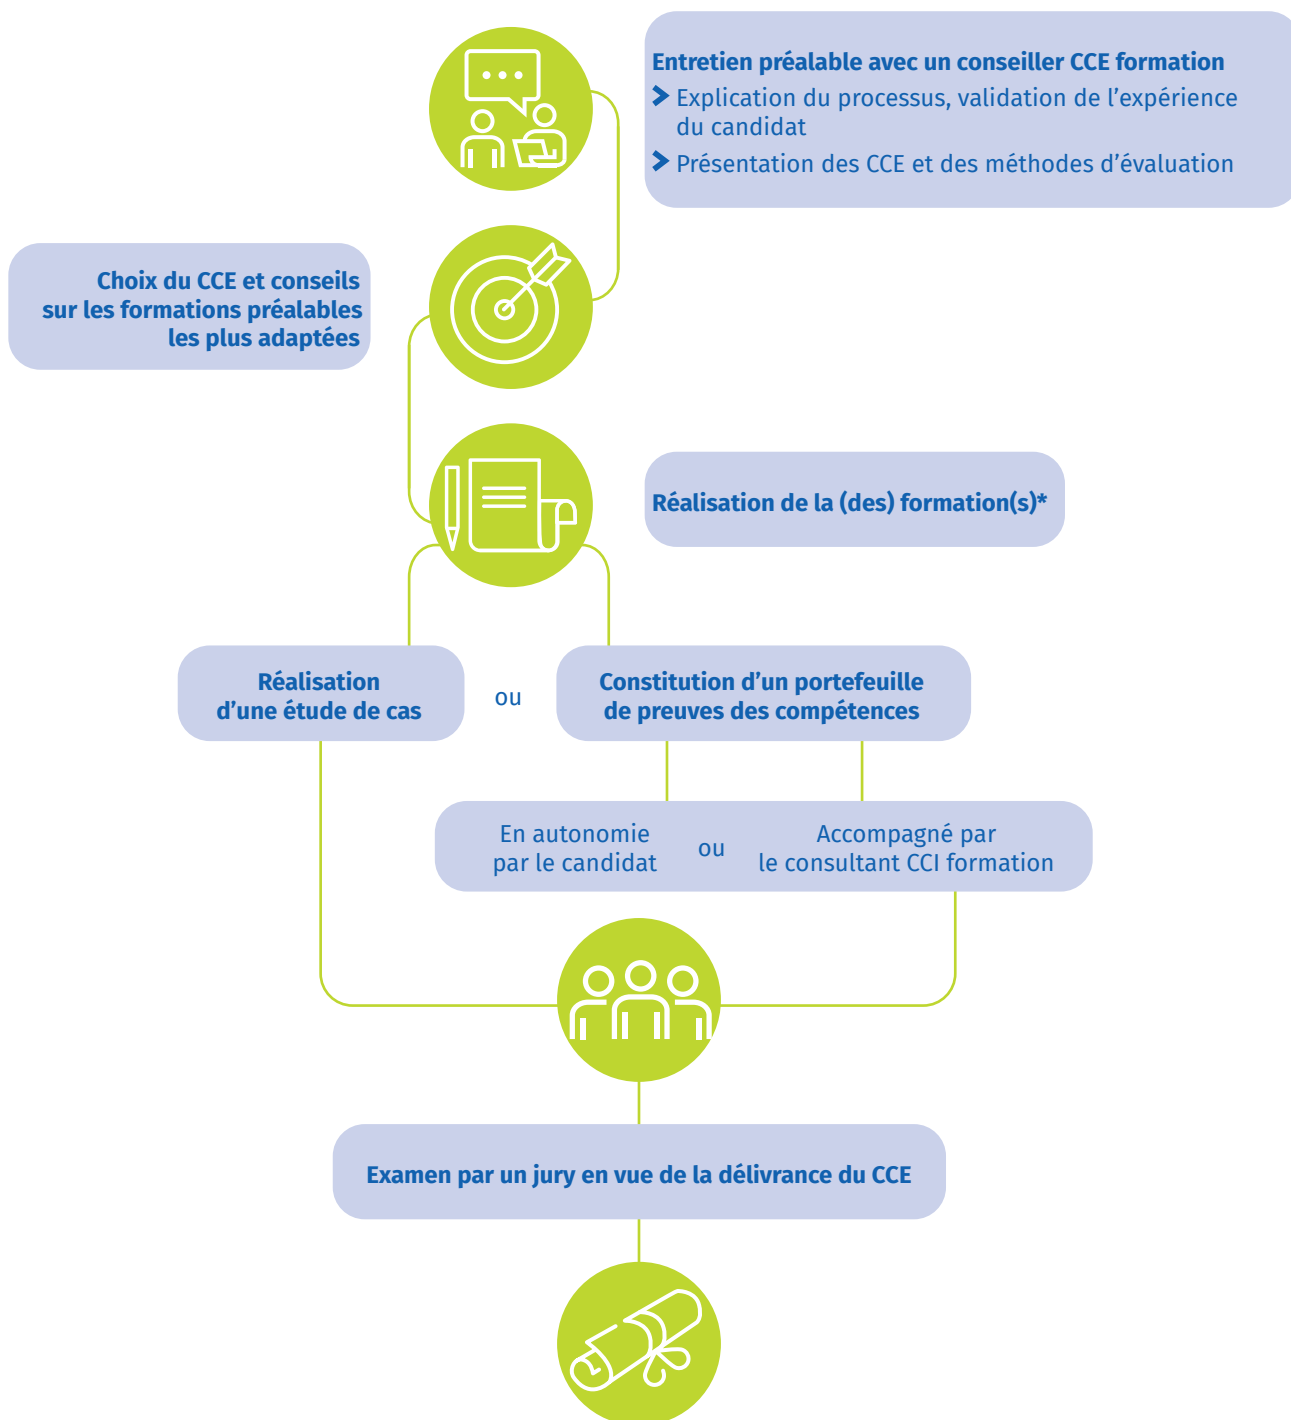 Entretien préalable avec un conseiller CCE formation
Explication du processus, validation de l’expérience
du candidat
Présentation des CCE et des méthodes d’évaluation
Choix du CCE et conseils
sur les formations préalables
les plus adaptées
Réalisation de la (des) formation(s)*
Réalisation
d’une étude de cas
ou
Constitution d’un portefeuille
de preuves des compétences
En autonomie
par le candidat
ou
Accompagné par
le consultant CCI formation
Examen par un jury en vue de la délivrance du CCE